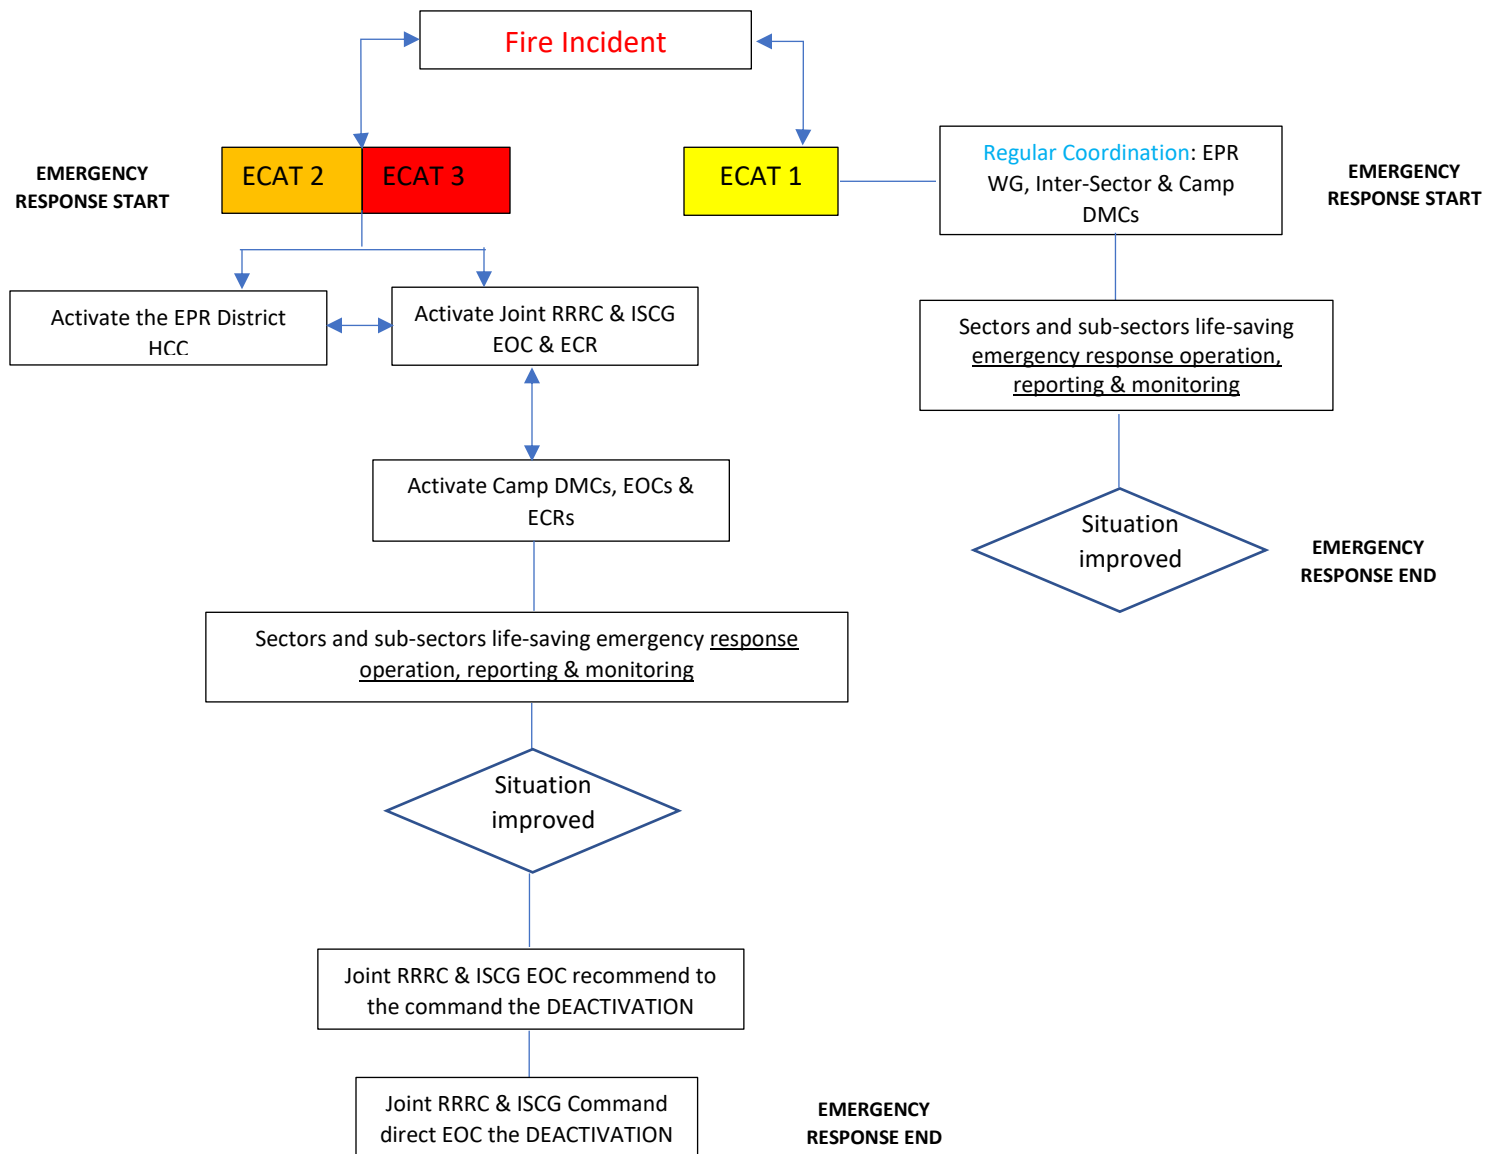 Fire Incident
EMERGENCY
RESPONSE START
ECAT 2
ECAT 3
ECAT 1
Regular Coordination: EPR
WG, Inter-Sector & Camp
DMCs
EMERGENCY
RESPONSE START
Activate the EPR District
HCC
Activate Joint RRRC & ISCG
EOC & ECR
Sectors and sub-sectors life-saving
emergency response operation,
reporting & monitoring
Activate Camp DMCs, EOCs &
ECRs
Situation
improved
EMERGENCY
RESPONSE END
Sectors and sub-sectors life-saving emergency response
operation, reporting & monitoring
Situation
improved
Joint RRRC & ISCG EOC recommend to
the command the DEACTIVATION
Joint RRRC & ISCG Command
direct EOC the DEACTIVATION
EMERGENCY
RESPONSE END